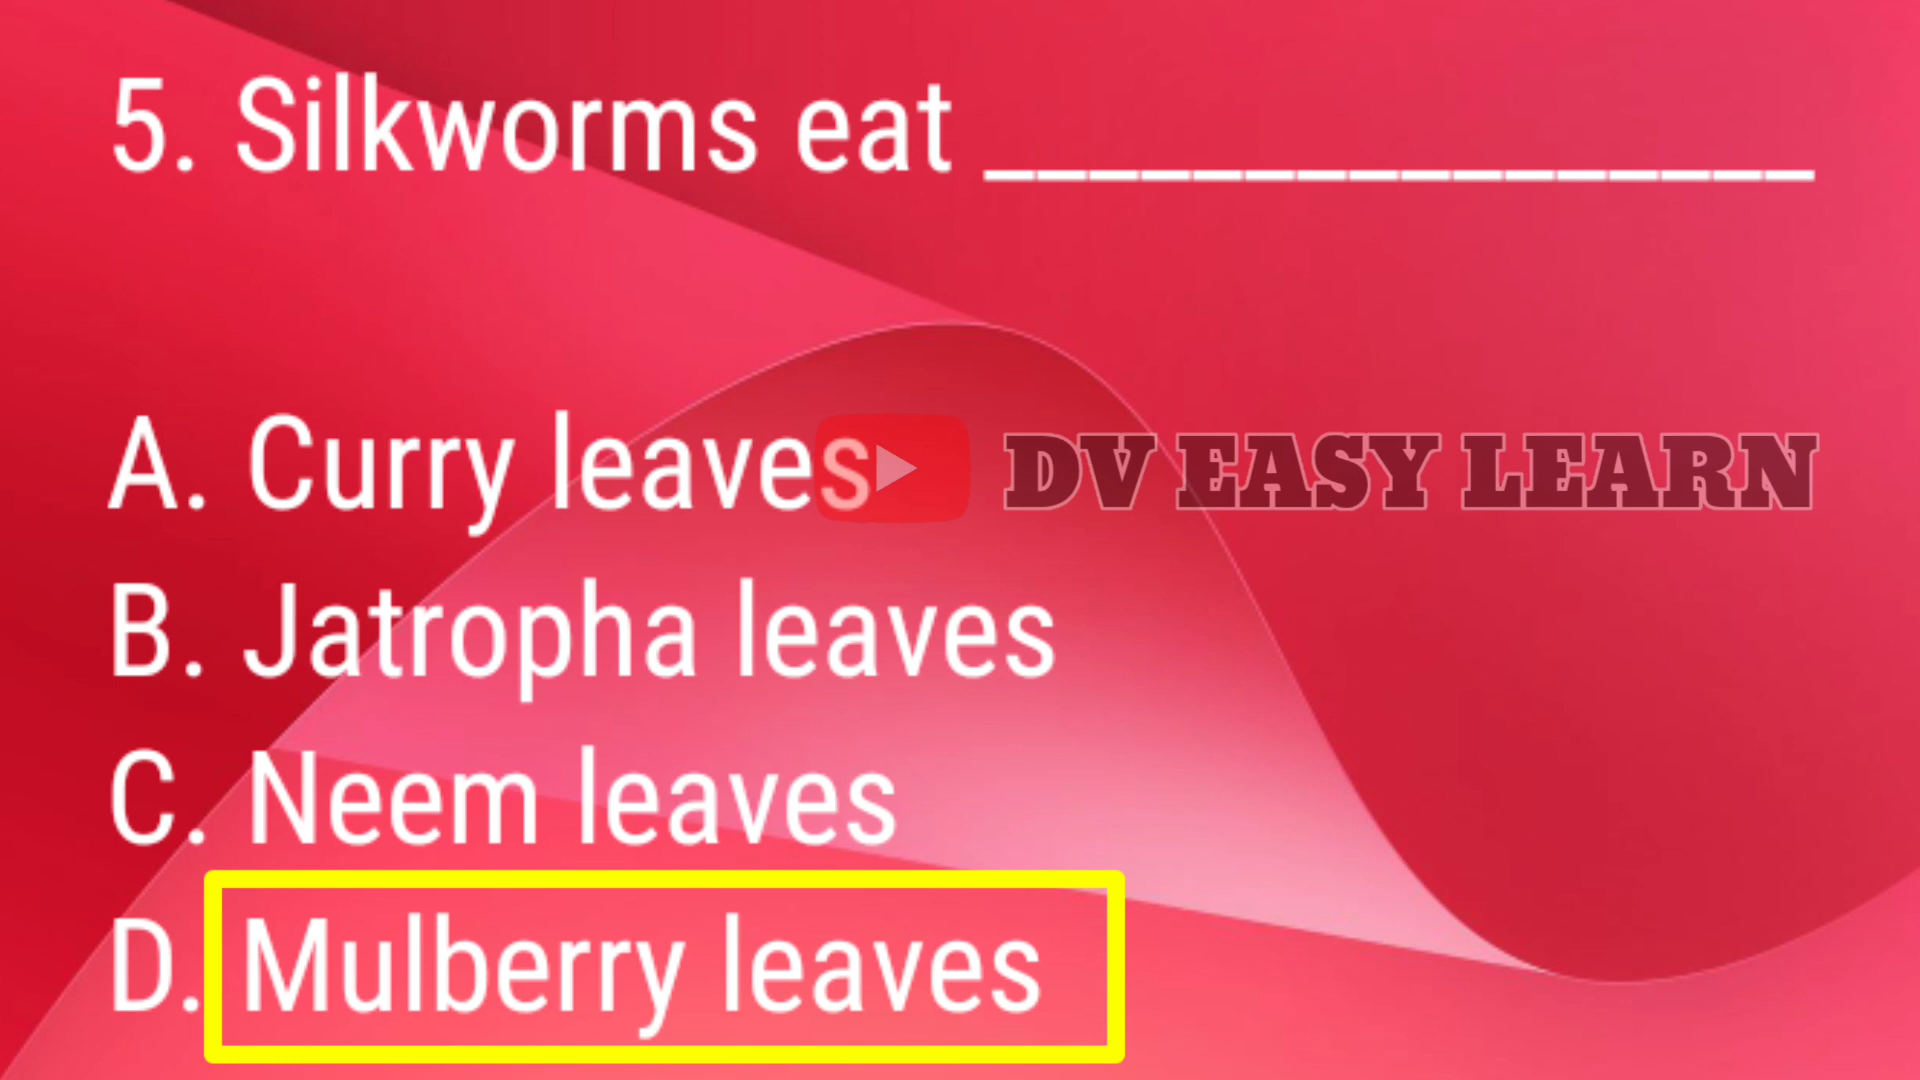 5. Silkworms eat ________________
A. Curry leaves
DV EASY LEARN
B. Jatropha leaves
C. Neem leaves
D. Mulberry leaves